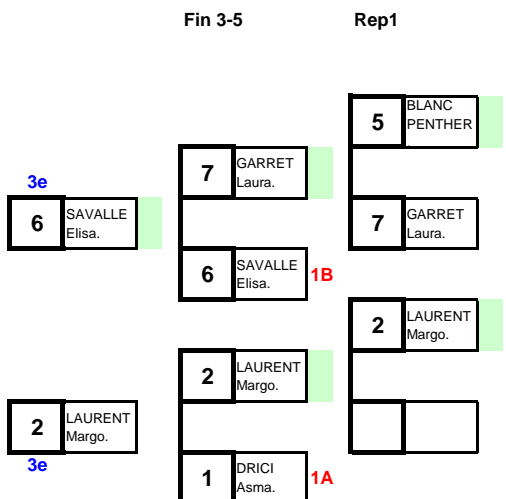 Fin 3-5
Rep1
5
BLANC
PENTHER
7
GARRET
Laura.
3e
6
SAVALLE
Elisa.
7
GARRET
Laura.
6
SAVALLE
Elisa.
1B
2
LAURENT
Margo.
2
LAURENT
Margo.
2
LAURENT
Margo.
3e
1
DRICI
Asma.
1A